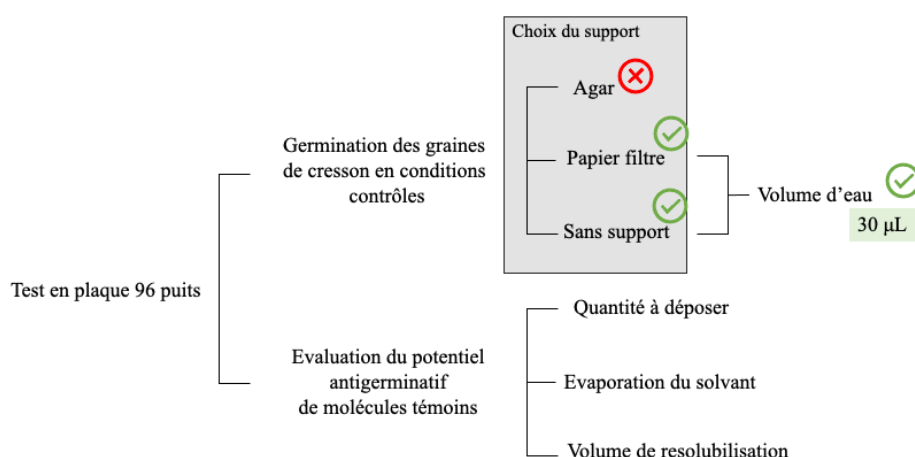 Choix du support
Agar
Germination des graines
de cresson en conditions
contrôles
Papier filtre
Sans support
Volume d’eau
30 µL
Test en plaque 96 puits
Quantité à déposer
Evaluation du potentiel
antigerminatif
de molécules témoins
Evaporation du solvant
Volume de resolubilisation